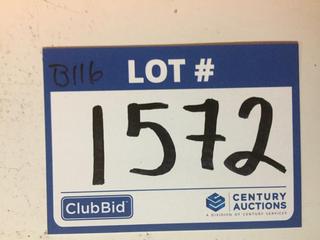 B116 LOT #
1572
ClubBid
CENTURY
AUCTIONS
A DIVISION OF CENTURY SERVICES